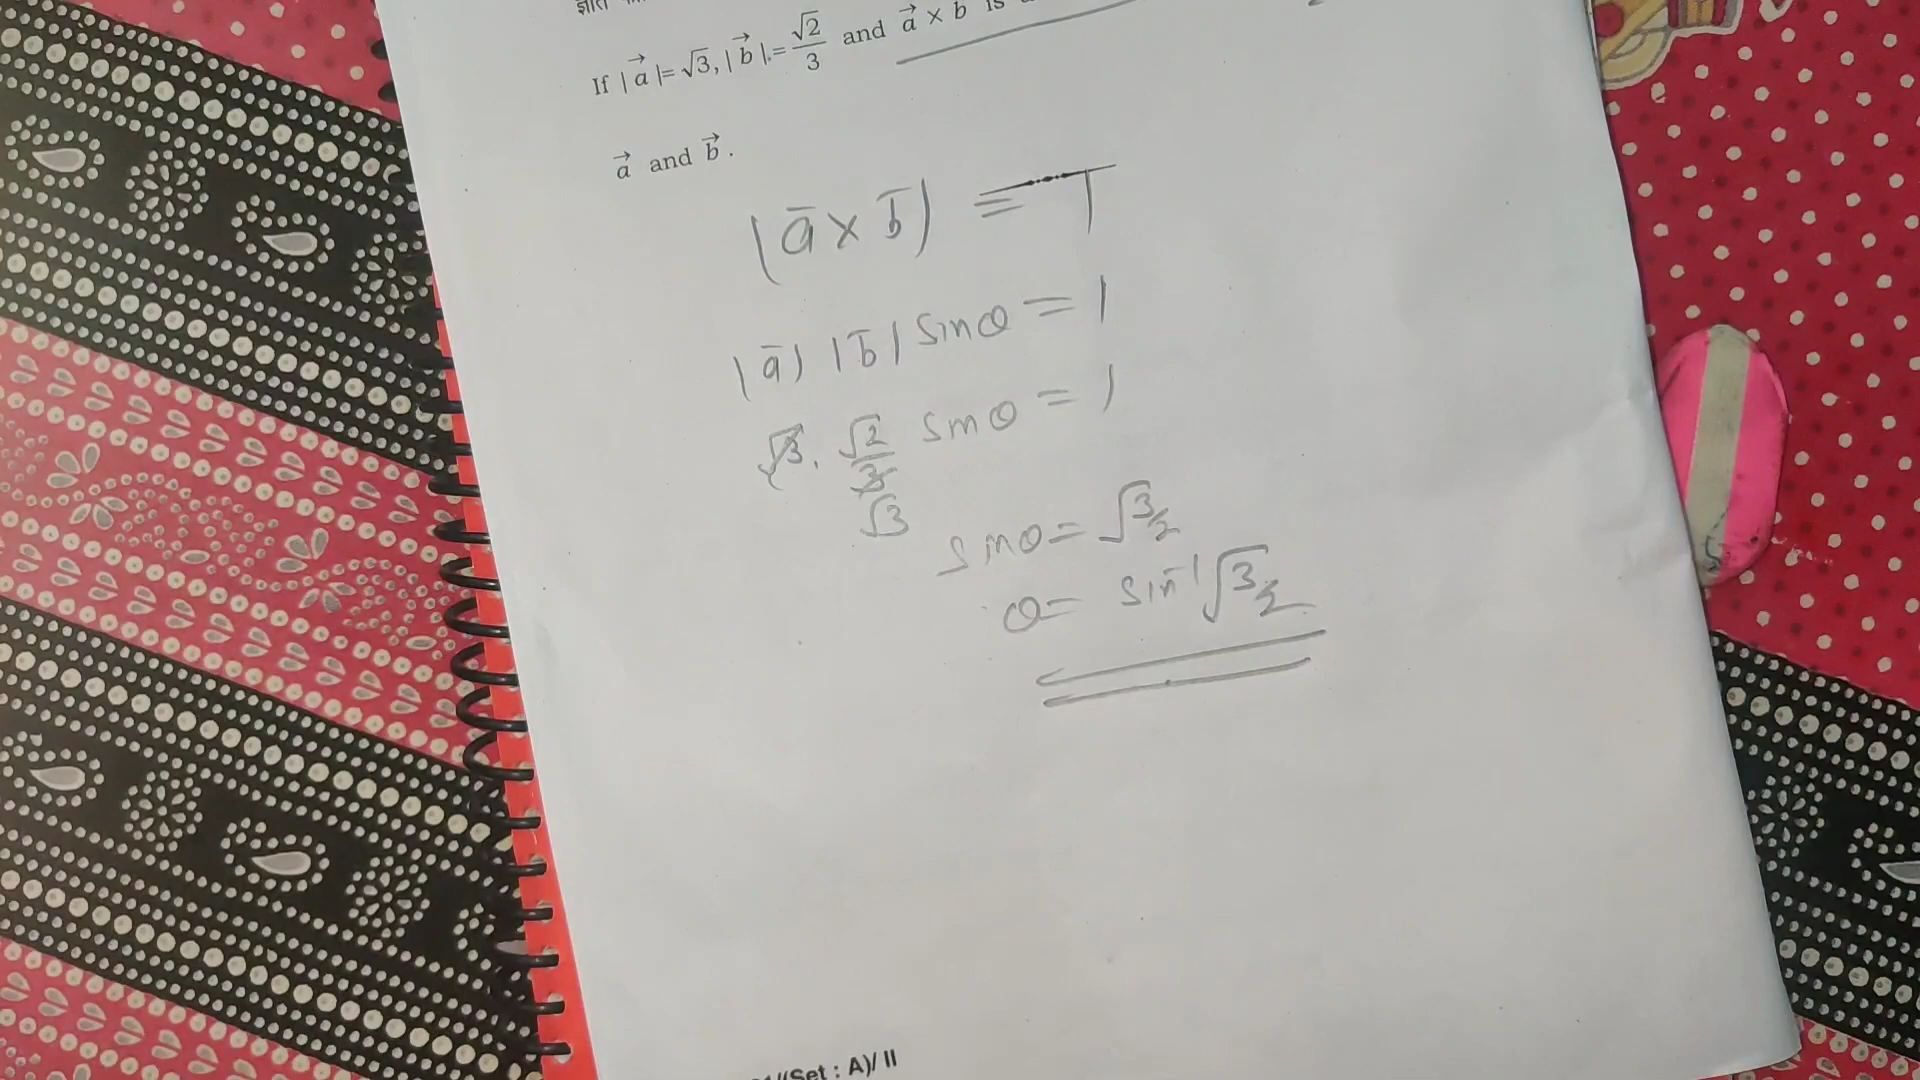 ज्ञात
If |a⃗|=√3, |b⃗|.=√2/3 and a⃗ × b is
a⃗ and b⃗.
|a̅ × b̅| = 1
|a̅| |b̅| sinθ = 1
√3. √2/3 sinθ = 1
√3
sinθ = √3/2
θ = sin⁻¹ √3/2
(Set : A)/ II